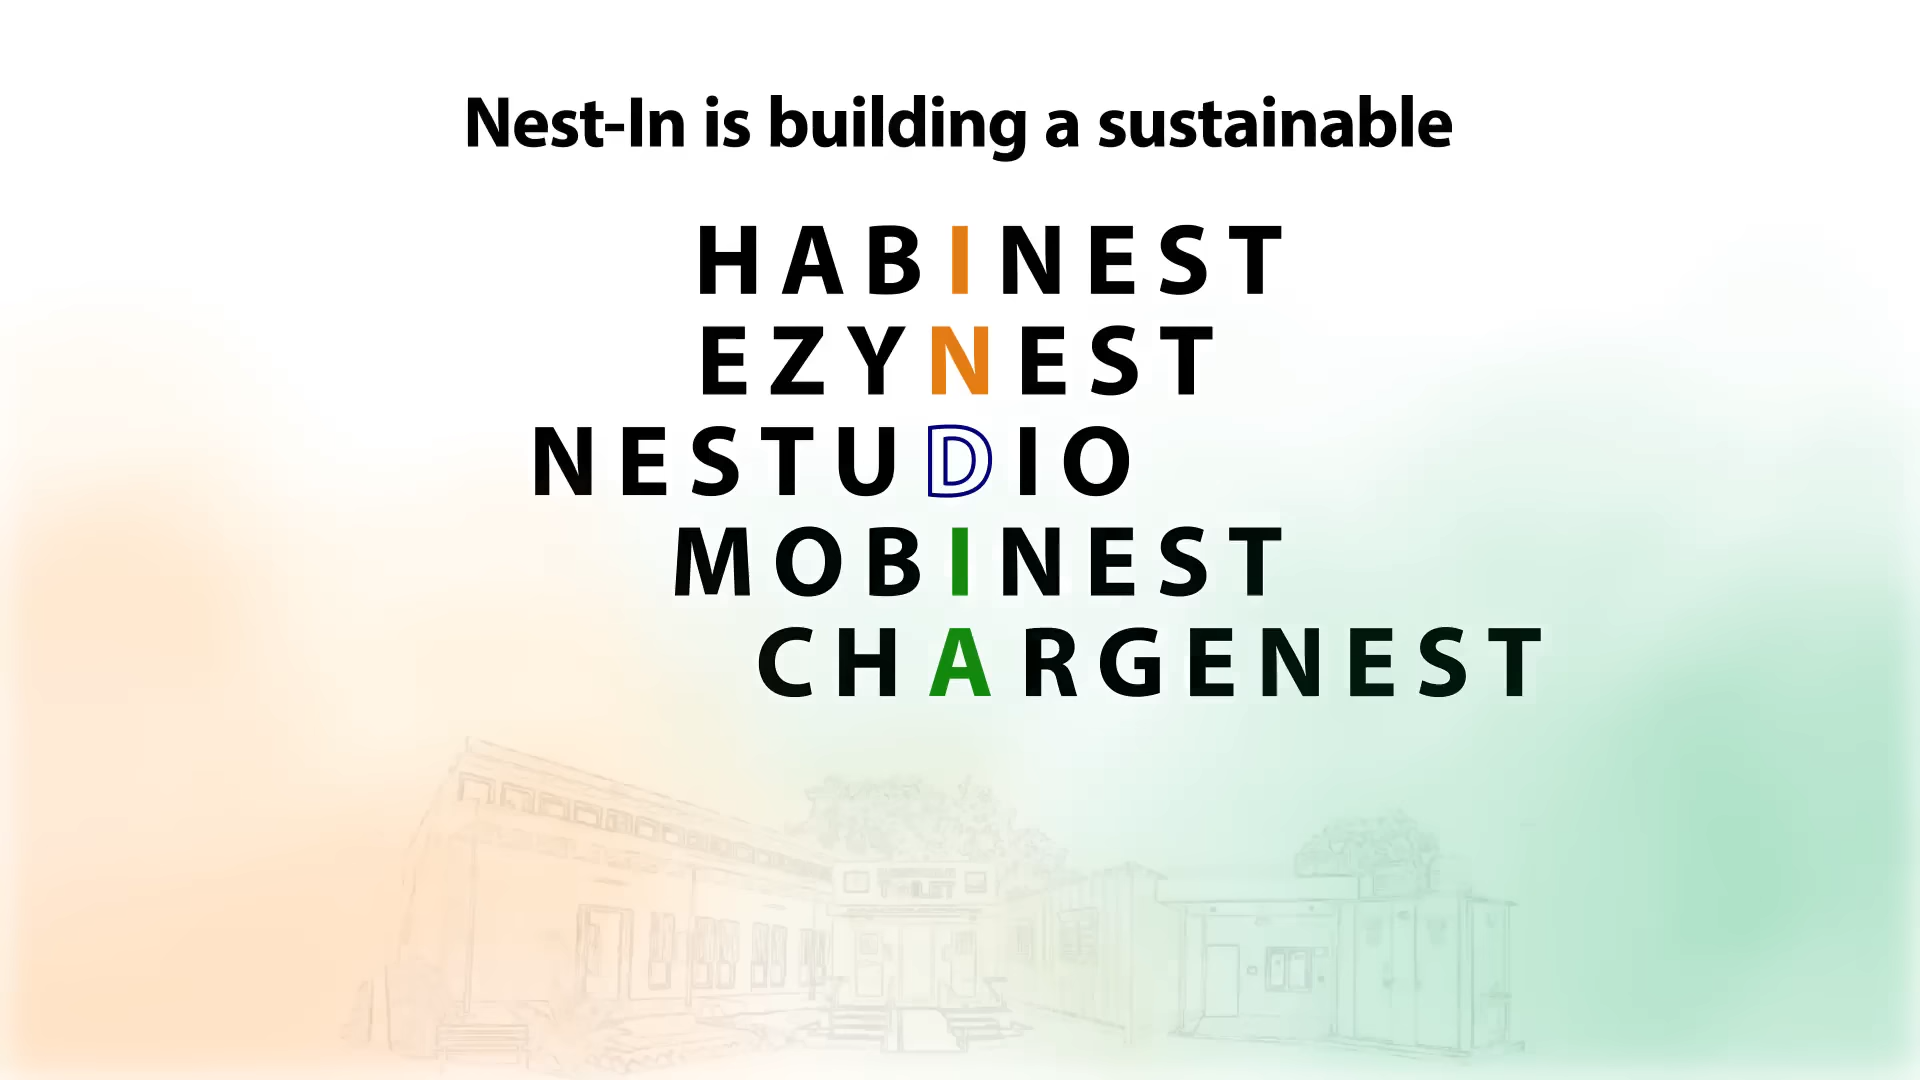 Nest-In is building a sustainable
HABINEST
EZYNEST
NESTUDIO
MOBINEST
CHARGENEST